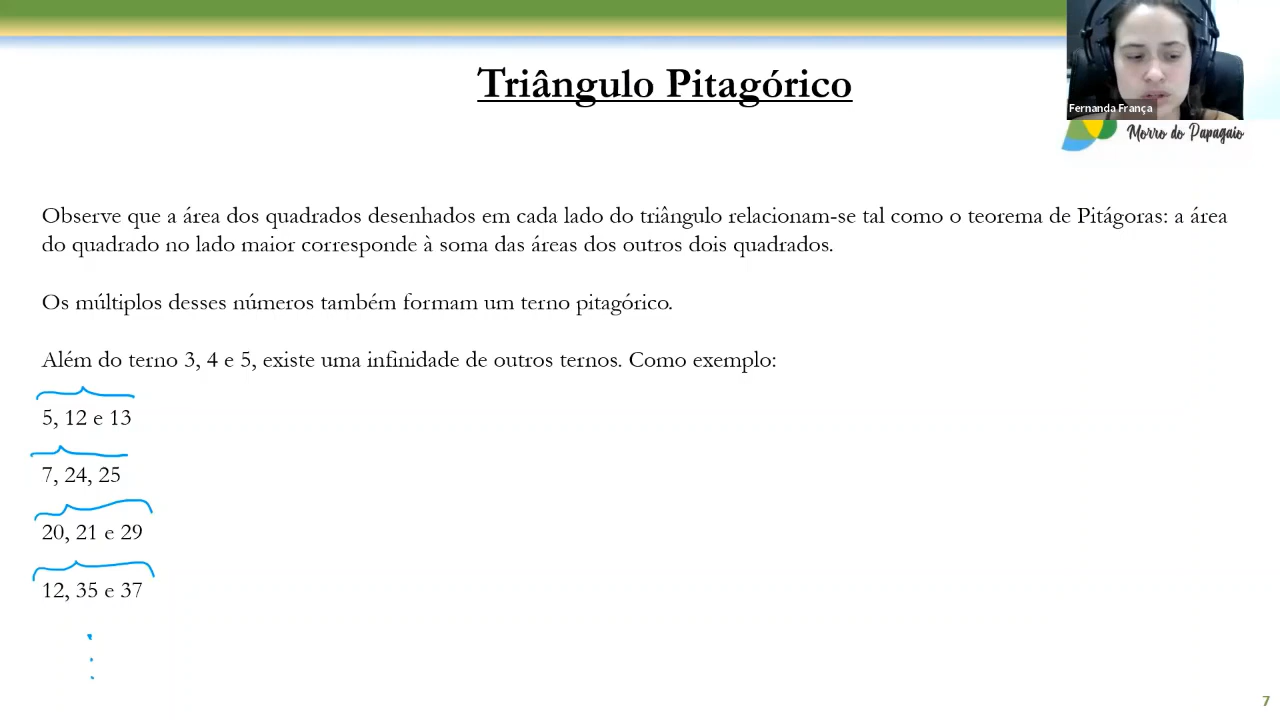 Triângulo Pitagórico
Fernanda França
Morro do Papagaio
Observe que a área dos quadrados desenhados em cada lado do triângulo relacionam-se tal como o teorema de Pitágoras: a área
do quadrado no lado maior corresponde à soma das áreas dos outros dois quadrados.
Os múltiplos desses números também formam um terno pitagórico.
Além do terno 3, 4 e 5, existe uma infinidade de outros ternos. Como exemplo:
5, 12 e 13
7, 24, 25
20, 21 e 29
12, 35 e 37
7